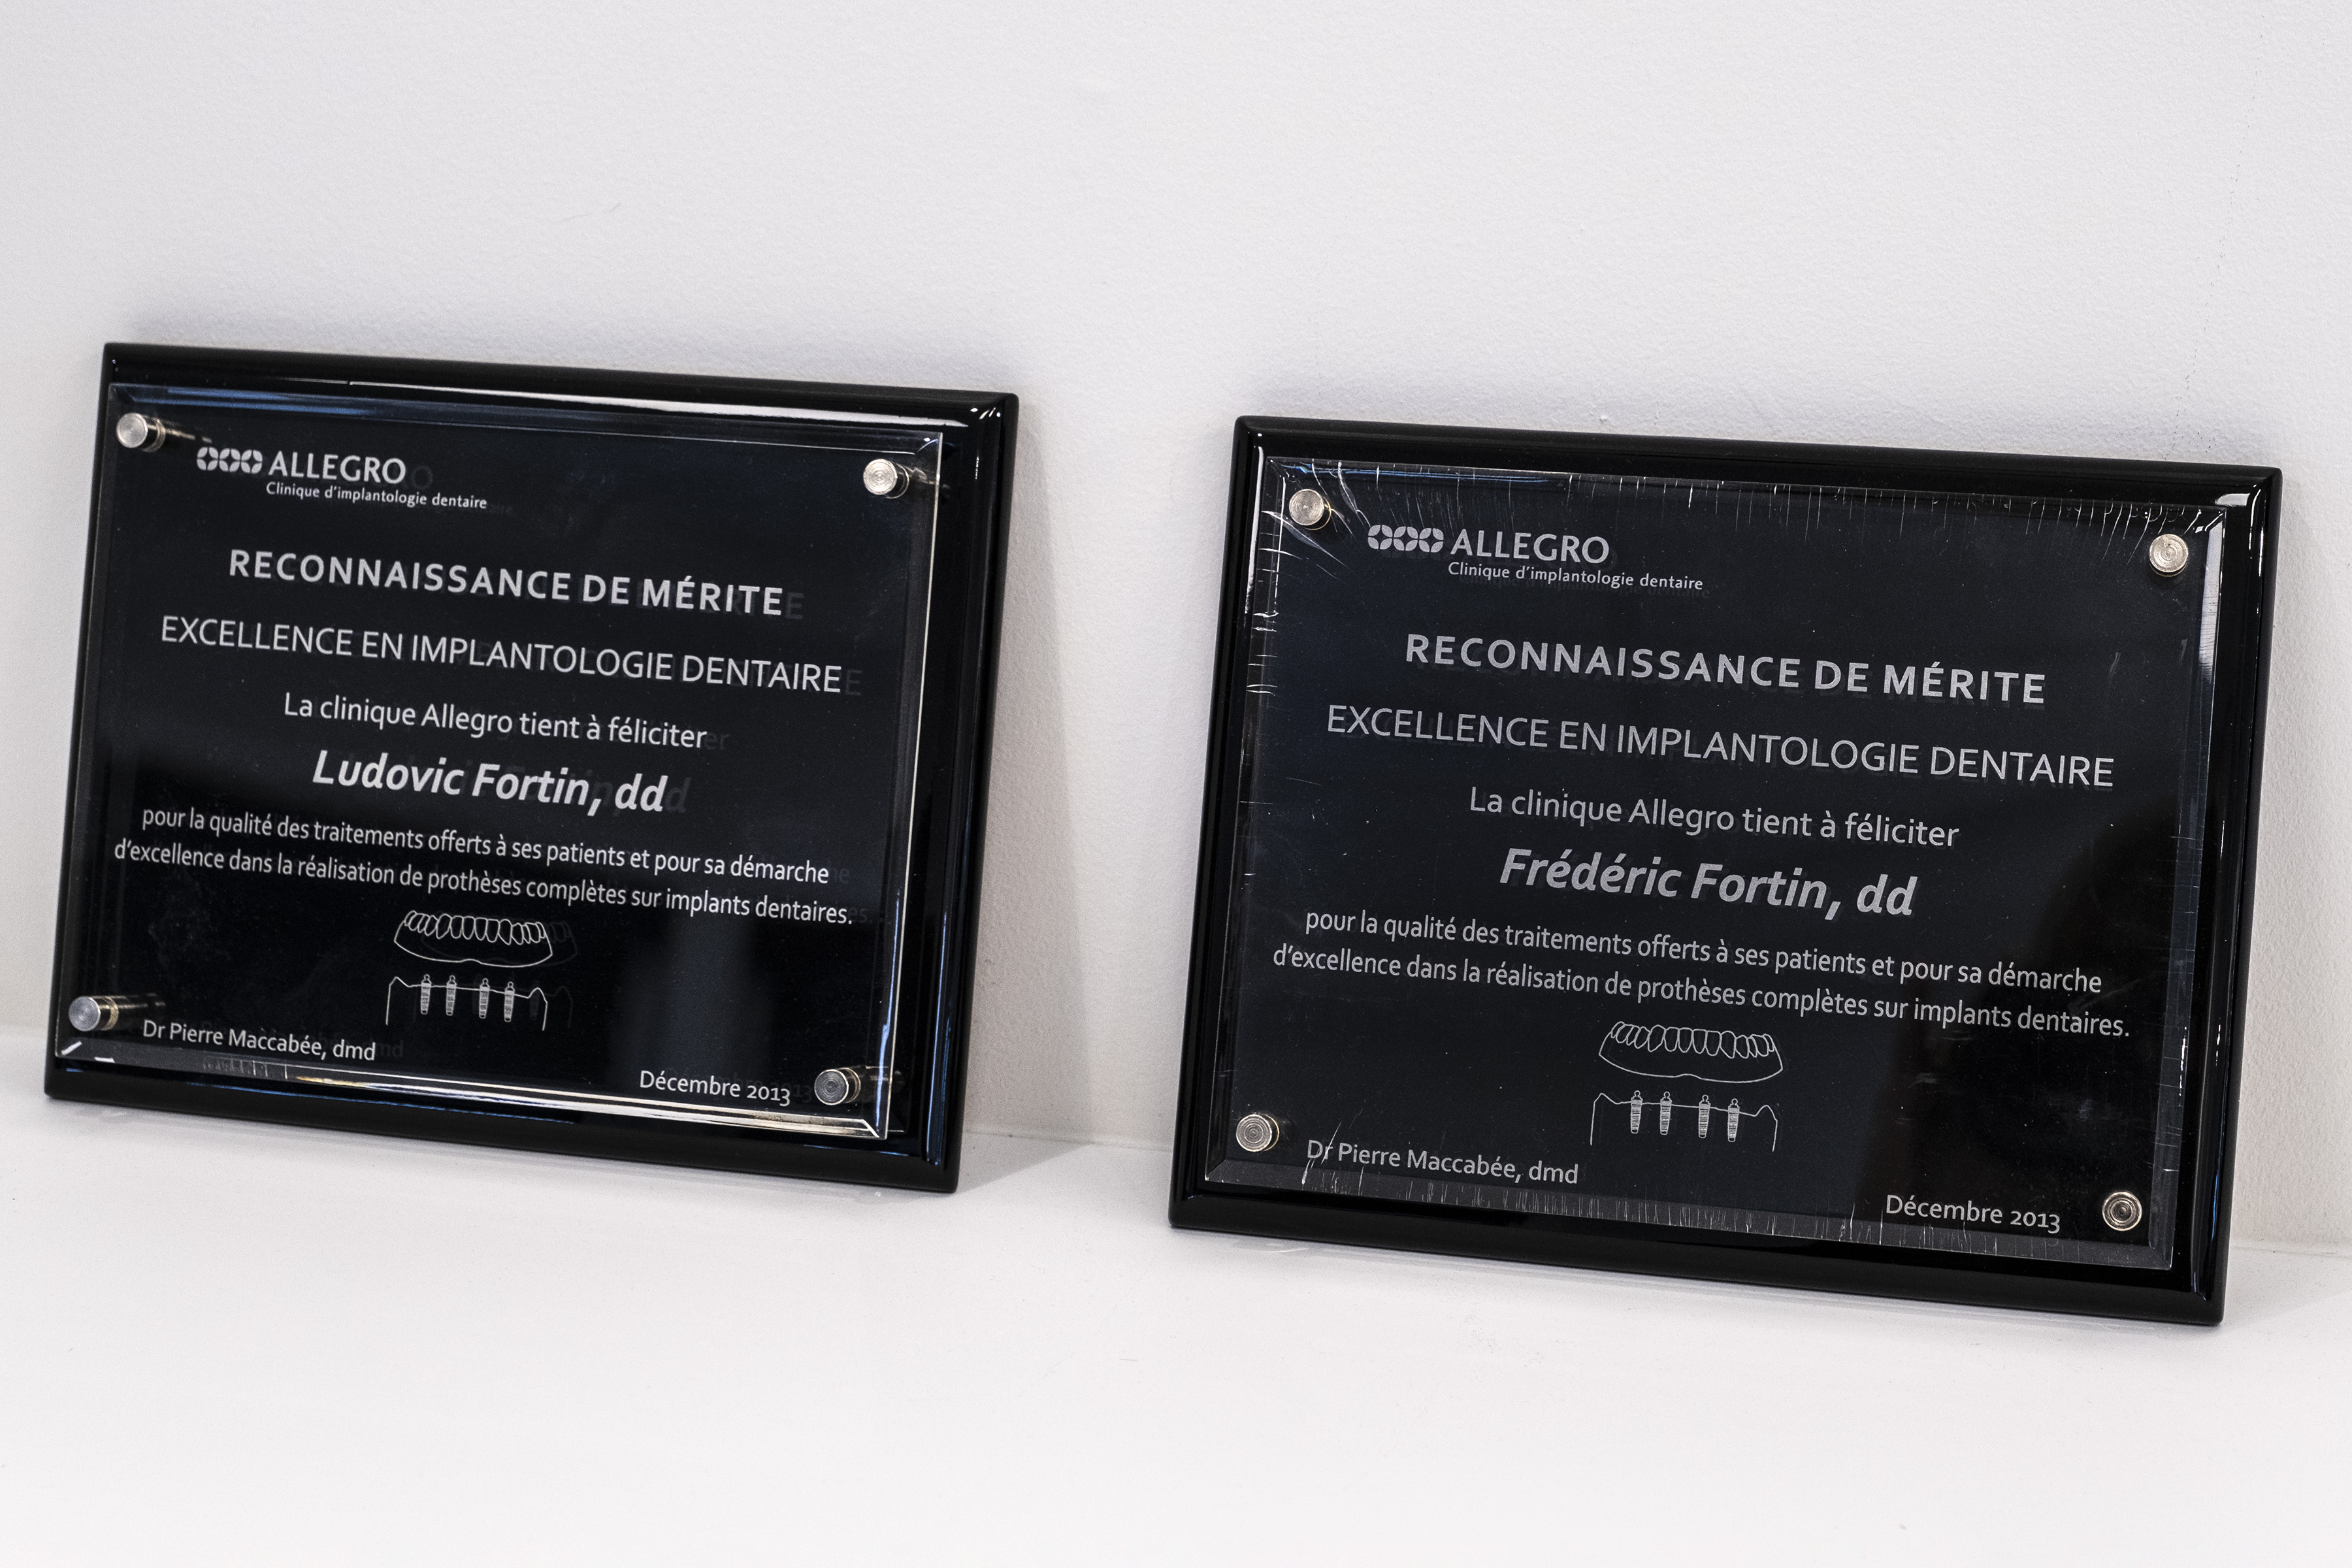 ALLEGRO
Clinique d'implantologie dentaire
RECONNAISSANCE DE MÉRITE
EXCELLENCE EN IMPLANTOLOGIE DENTAIRE
La clinique Allegro tient à féliciter
Ludovic Fortin, dd
pour la qualité des traitements offerts à ses patients et pour sa démarche
d'excellence dans la réalisation de prothèses complètes sur implants dentaires.
Dr Pierre Maccabée, dmd
Décembre 2013
ALLEGRO
Clinique d'implantologie dentaire
RECONNAISSANCE DE MÉRITE
EXCELLENCE EN IMPLANTOLOGIE DENTAIRE
La clinique Allegro tient à féliciter
Frédéric Fortin, dd
pour la qualité des traitements offerts à ses patients et pour sa démarche
d'excellence dans la réalisation de prothèses complètes sur implants dentaires.
Dr Pierre Maccabée, dmd
Décembre 2013